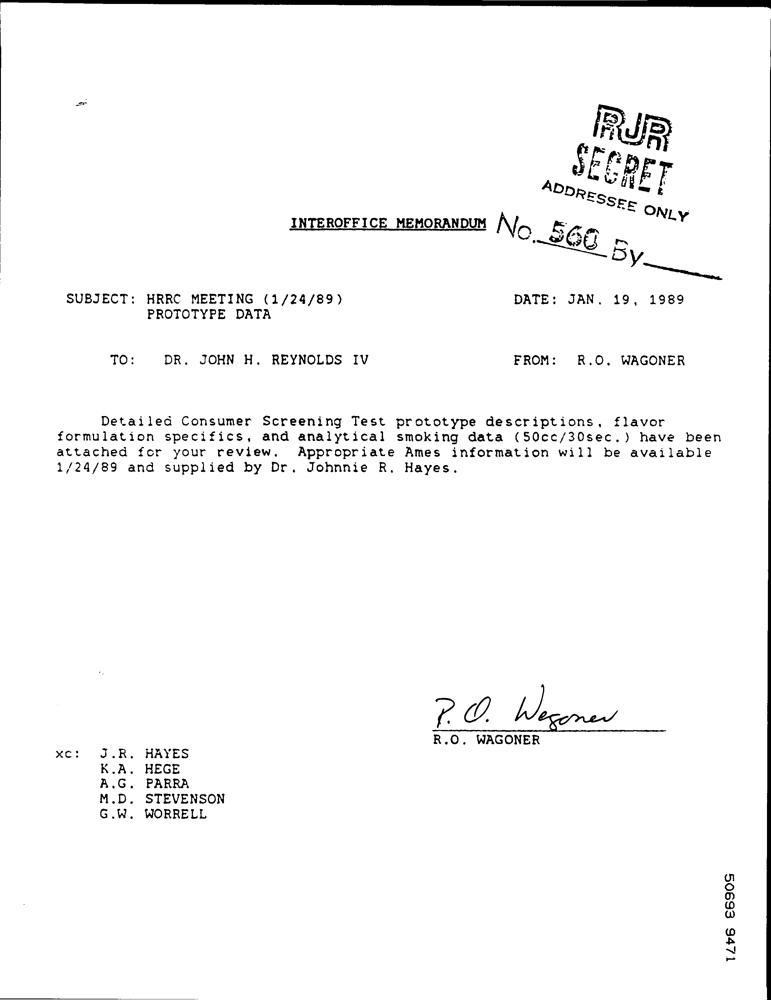 RJR
SECRET
ADDRESSEE ONLY
INTEROFFICE MEMORANDUM No. 560 By
SUBJECT: HRRC MEETING (1/24/89) DATE: JAN. 19, 1989
PROTOTYPE DATA
TO: DR. JOHN H. REYNOLDS IV FROM: R.O. WAGONER
Detailed Consumer Screening Test prototype descriptions, flavor
formulation specifics, and analytical smoking data (50cc/30sec.) have been
attached for your review. Appropriate Ames information will be available
1/24/89 and supplied by Dr. Johnnie R. Hayes.
R. O. Wagoner
R.O. WAGONER
xc: J.R. HAYES
K.A. HEGE
A.G. PARRA
M.D. STEVENSON
G.W. WORRELL
50693 9471